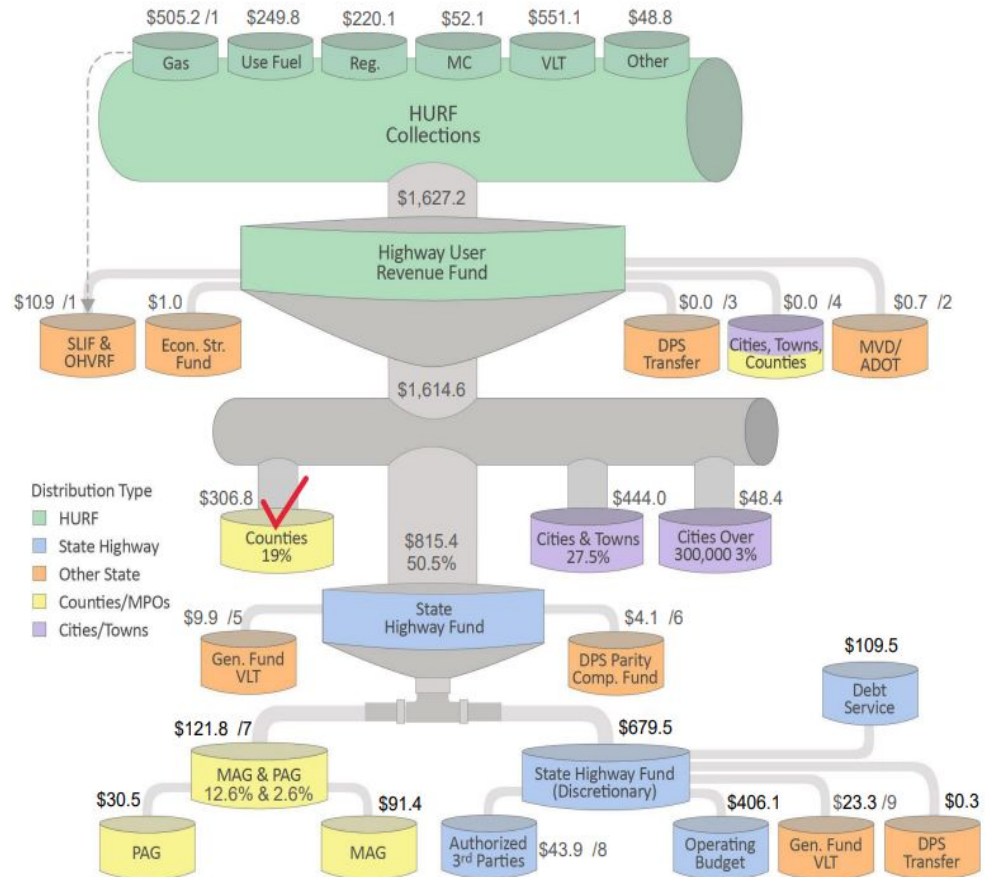 $505.2 /1 $249.8 $220.1 $52.1 $551.1 $48.8
Gas Use Fuel Reg. MC VLT Other
HURF
Collections
$1,627.2
Highway User
Revenue Fund
$10.9 /1 $1.0 $0.0 /3 $0.0 /4 $0.7 /2
SLIF &
OHVRF
Econ. Str.
Fund
DPS
Transfer
Cities, Towns,
Counties
MVD/
ADOT
$1,614.6
Distribution Type
HURF
State Highway
Other State
Counties/MPOs
Cities/Towns
$306.8
Counties
19%
$815.4
50.5%
$444.0
Cities & Towns
27.5%
$48.4
Cities Over
300,000 3%
State
Highway Fund
$9.9 /5
Gen. Fund
VLT
$4.1 /6
DPS Parity
Comp. Fund
$109.5
Debt
Service
$121.8 /7
MAG & PAG
12.6% & 2.6%
$679.5
State Highway Fund
(Discretionary)
$30.5
PAG
$91.4
MAG
Authorized
3rd Parties
$43.9 /8
$406.1
Operating
Budget
$23.3 /9
Gen. Fund
VLT
$0.3
DPS
Transfer